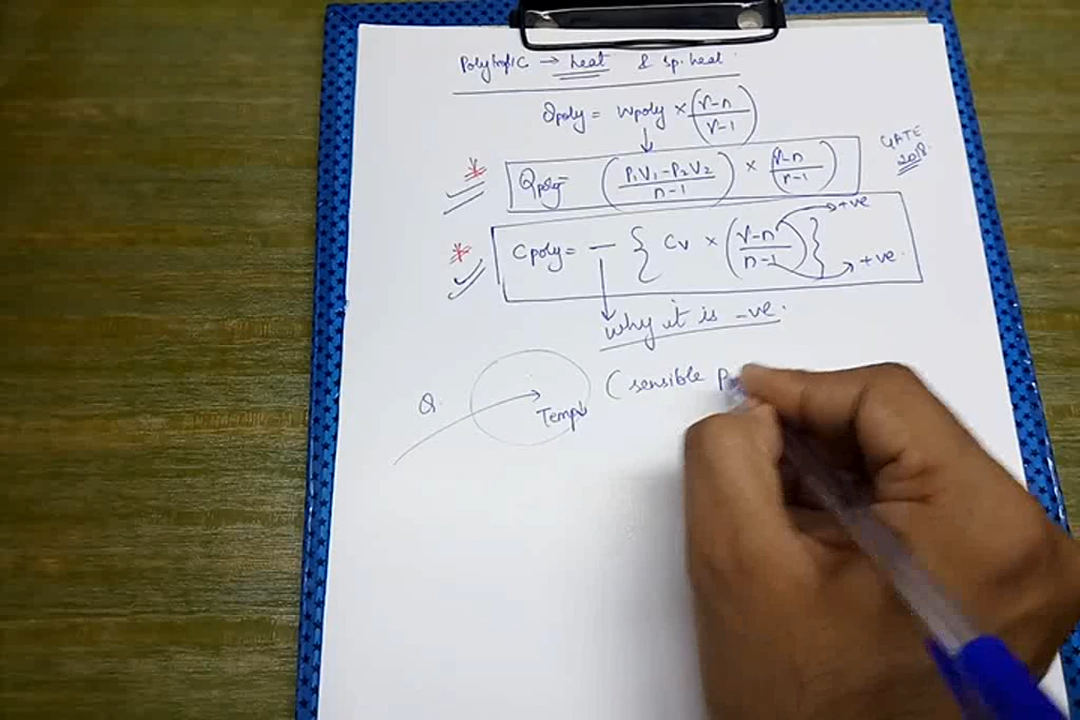 Polytropic → heat & sp. heat.
Qpoly = Wpoly × (γ-n / γ-1)
Qpoly = (P₁V₁-P₂V₂ / n-1) × (γ-n / γ-1)
GATE
2018.
Cpoly = - { Cv × (γ-n / n-1) }
+ve
+ve.
why it is -ve.
Q.
Temp↓
(sensible